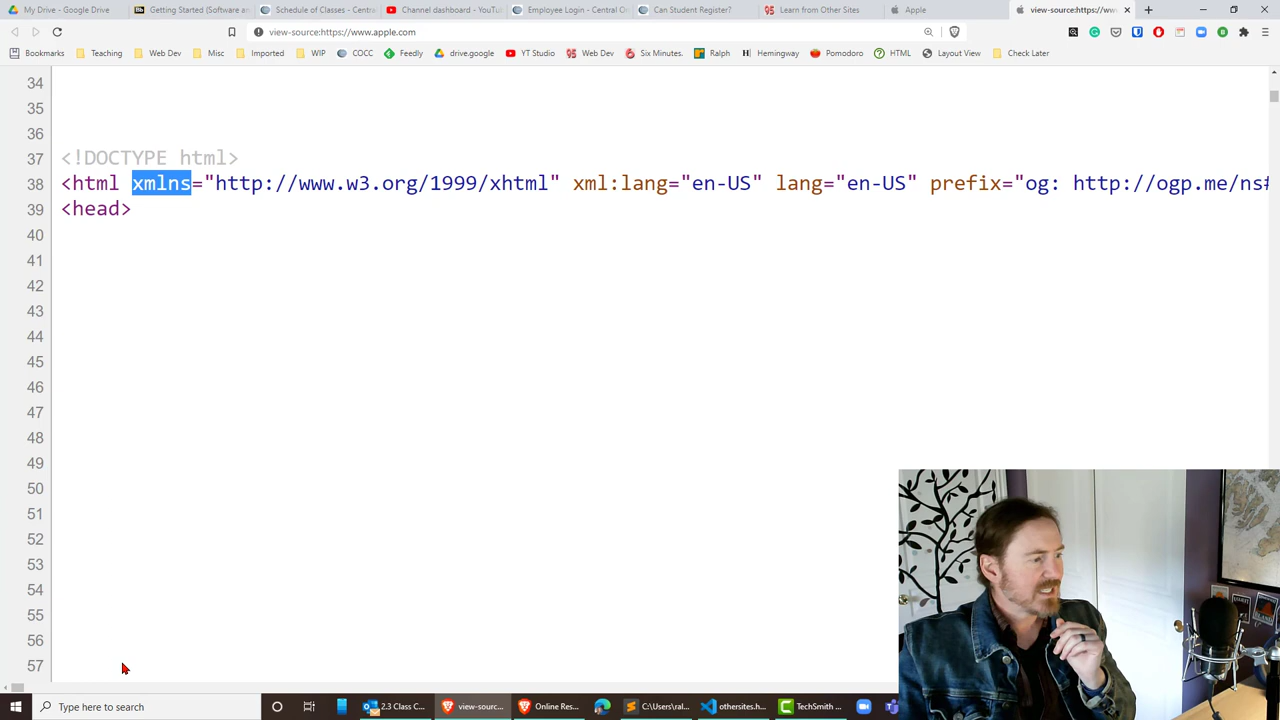 My Drive - Google Drive
Getting Started (Software an
Schedule of Classes - Centra
Channel dashboard - YouTu
Employee Login - Central O
Can Student Register?
Learn from Other Sites
Apple
view-source:https://ww
view-source:https://www.apple.com
Bookmarks
Teaching
Web Dev
Misc
Imported
WIP
COCC
Feedly
drive.google
YT Studio
Web Dev
Six Minutes.
Ralph
Hemingway
Pomodoro
HTML
Layout View
Check Later
34
35
36
37 <!DOCTYPE html>
38 <html xmlns="http://www.w3.org/1999/xhtml" xml:lang="en-US" lang="en-US" prefix="og: http://ogp.me/ns#
39 <head>
40
41
42
43
44
45
46
47
48
49
50
51
52
53
54
55
56
57
Type here to search
2.3 Class C...
view-sourc...
Online Res...
C:\Users\ral...
othersites.h...
TechSmith ...